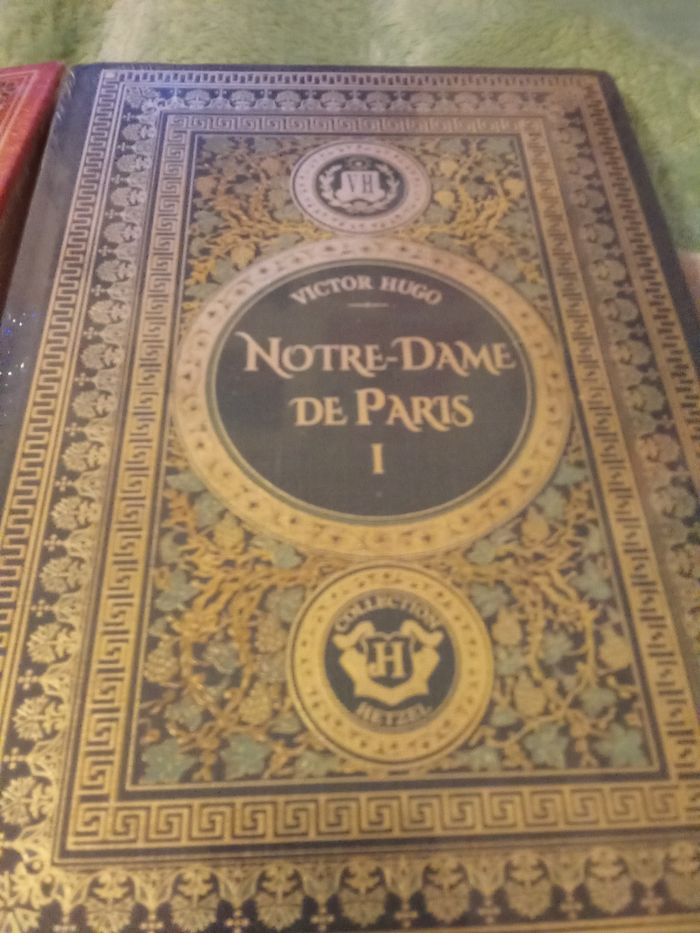 VH
VICTOR HUGO
NOTRE-DAME
DE PARIS
I
COLLECTION
H
HETZEL